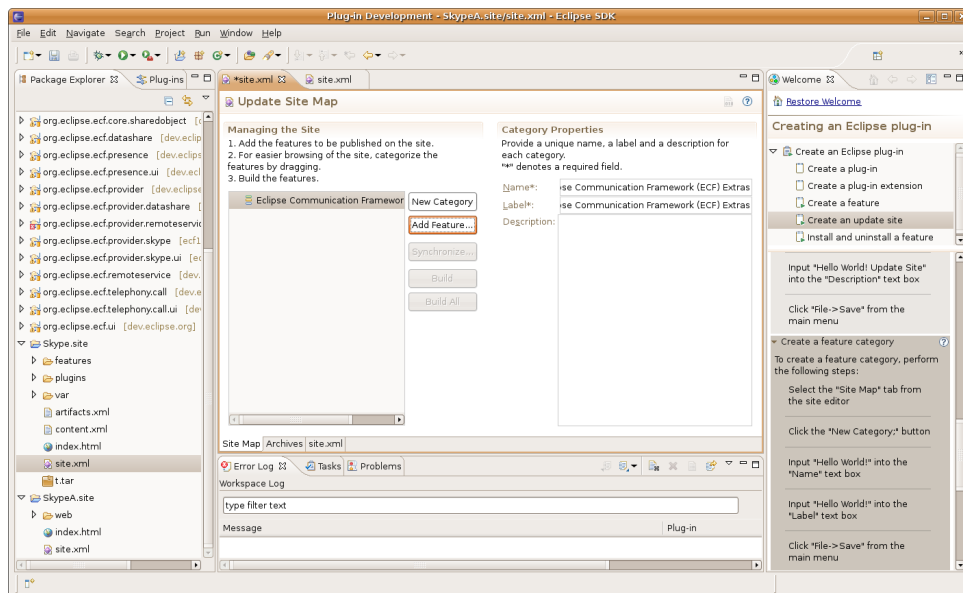 Plug-in Development - SkypeA.site/site.xml - Eclipse SDK
File Edit Navigate Search Project Run Window Help
Package Explorer
Plug-ins
org.eclipse.ecf.core.sharedobject
org.eclipse.ecf.datashare [dev.eclip
org.eclipse.ecf.presence [dev.eclips
org.eclipse.ecf.presence.ui [dev.ecl
org.eclipse.ecf.provider [dev.eclipse
org.eclipse.ecf.provider.datashare [
org.eclipse.ecf.provider.remoteservic
org.eclipse.ecf.provider.skype [ecf1
org.eclipse.ecf.provider.skype.ui [ec
org.eclipse.ecf.remoteservice [dev.
org.eclipse.ecf.telephony.call [dev.e
org.eclipse.ecf.telephony.call.ui [de
org.eclipse.ecf.ui [dev.eclipse.org]
Skype.site
features
plugins
var
artifacts.xml
content.xml
index.html
site.xml
t.tar
SkypeA.site
web
index.html
site.xml
*site.xml
site.xml
Update Site Map
Managing the Site
1. Add the features to be published on the site.
2. For easier browsing of the site, categorize the
features by dragging.
3. Build the features.
Eclipse Communication Framewor
New Category
Add Feature...
Synchronize...
Build
Build All
Category Properties
Provide a unique name, a label and a description for
each category.
"*" denotes a required field.
Name*: se Communication Framework (ECF) Extras
Label*: se Communication Framework (ECF) Extras
Description:
Site Map Archives site.xml
Error Log Tasks Problems
Workspace Log
type filter text
Message Plug-in
Welcome
Restore Welcome
Creating an Eclipse plug-in
Create an Eclipse plug-in
Create a plug-in
Create a plug-in extension
Create a feature
Create an update site
Install and uninstall a feature
Input "Hello World! Update Site"
into the "Description" text box
Click "File->Save" from the
main menu
Create a feature category
To create a feature category, perform
the following steps:
Select the "Site Map" tab from
the site editor
Click the "New Category;" button
Input "Hello World!" into the
"Name" text box
Input "Hello World!" into the
"Label" text box
Click "File->Save" from the
main menu